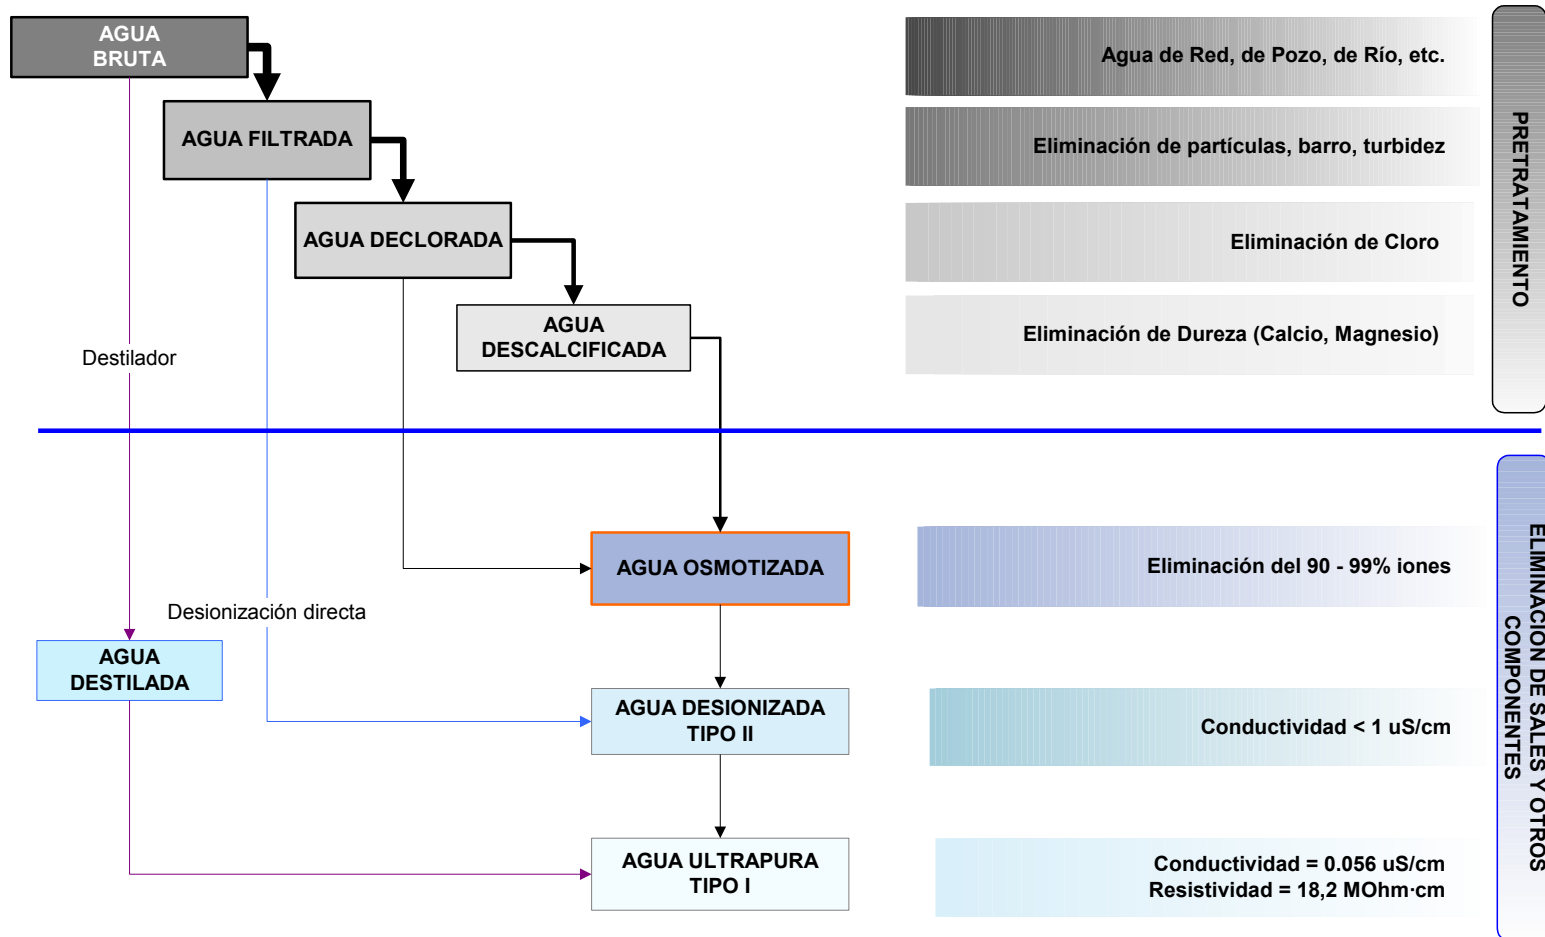 AGUA
BRUTA
Agua de Red, de Pozo, de Río, etc.
AGUA FILTRADA
Eliminación de partículas, barro, turbidez
AGUA DECLORADA
Eliminación de Cloro
AGUA
DESCALCIFICADA
Eliminación de Dureza (Calcio, Magnesio)
PRETRATAMIENTO
Destilador
AGUA OSMOTIZADA
Eliminación del 90 - 99% iones
Desionización directa
AGUA
DESTILADA
AGUA DESIONIZADA
TIPO II
Conductividad < 1 uS/cm
AGUA ULTRAPURA
TIPO I
Conductividad = 0.056 uS/cm
Resistividad = 18,2 MOhm·cm
ELIMINACION DE SALES Y OTROS
COMPONENTES